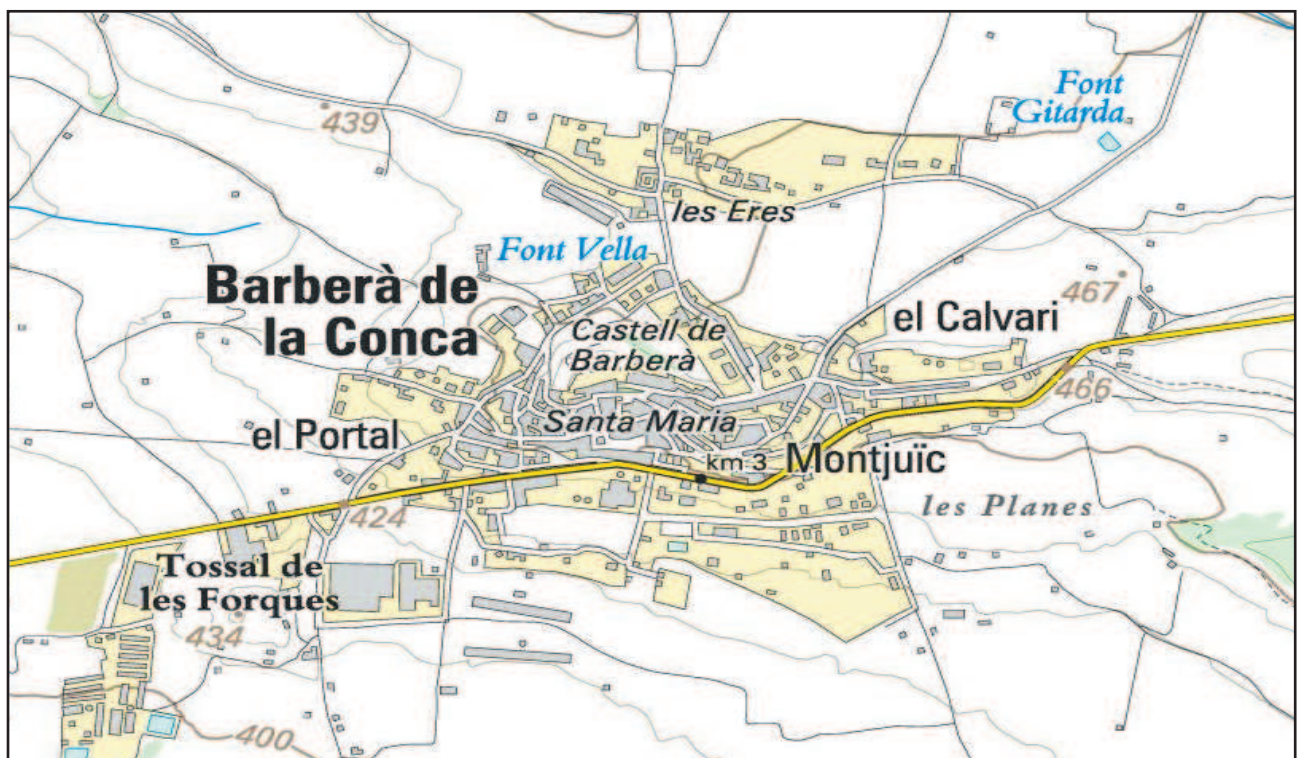 Font
Gitarda
439
les Eres
Font Vella
Barberà de
la Conca
467
el Calvari
Castell de
Barberà
466
Santa Maria
el Portal
km 3
Montjuïc
424
les Planes
Tossal de
les Forques
434
400